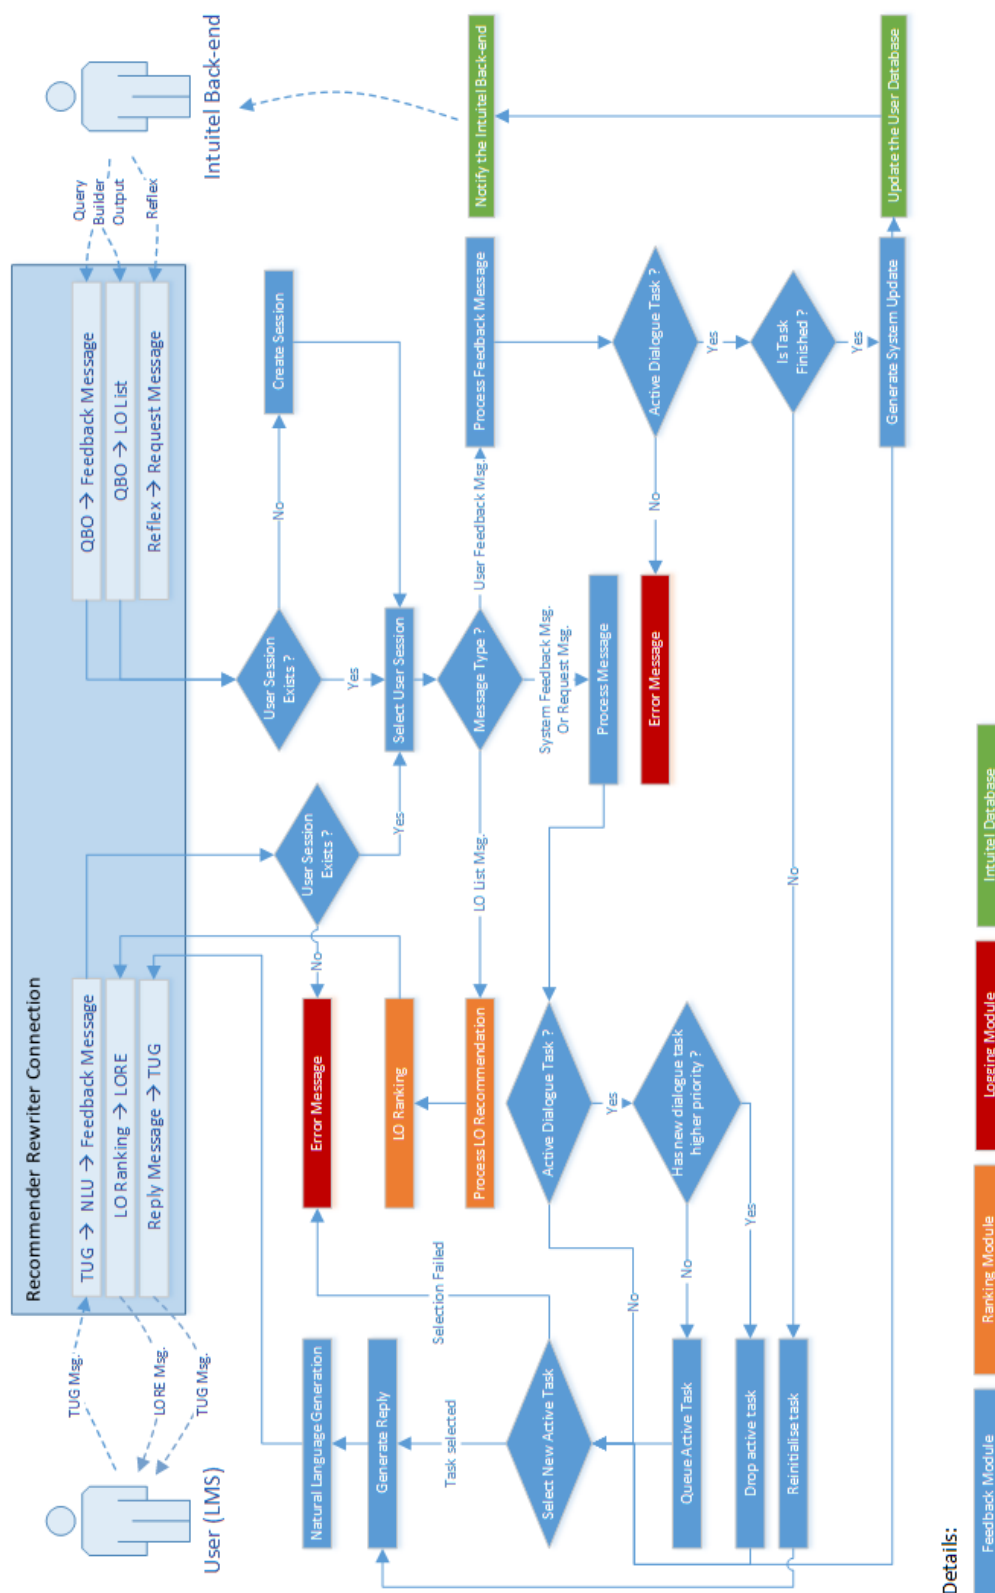 Recommender Rewriter Connection
TUG → NLU → Feedback Message
LO Ranking → LORE
Reply Message → TUG
QBO → Feedback Message
QBO → LO List
Reflex → Request Message
TUG Msg.
LORE Msg.
TUG Msg.
User (LMS)
Query
Builder
Output
Reflex
Intuitel Back-end
User Session
Exists ?
No
Create Session
Yes
User Session
Exists ?
No
Yes
Error Message
Select User Session
LO Ranking
Natural Language Generation
Generate Reply
Task selected
Selection Failed
Select New Active Task
Message Type ?
LO List Msg.
User Feedback Msg.
System Feedback Msg.
Or Request Msg.
Process LO Recommendation
Process Feedback Message
Notify the Intuitel Back-end
Process Message
Active Dialogue Task ?
No
Yes
Has new dialogue task
higher priority ?
No
Yes
Queue Active Task
Drop active task
Reinitialise task
Active Dialogue Task ?
No
Yes
Error Message
Is Task
Finished ?
No
Yes
Generate System Update
Update the User Database
Details:
Feedback Module
Ranking Module
Logging Module
Intuitel Database